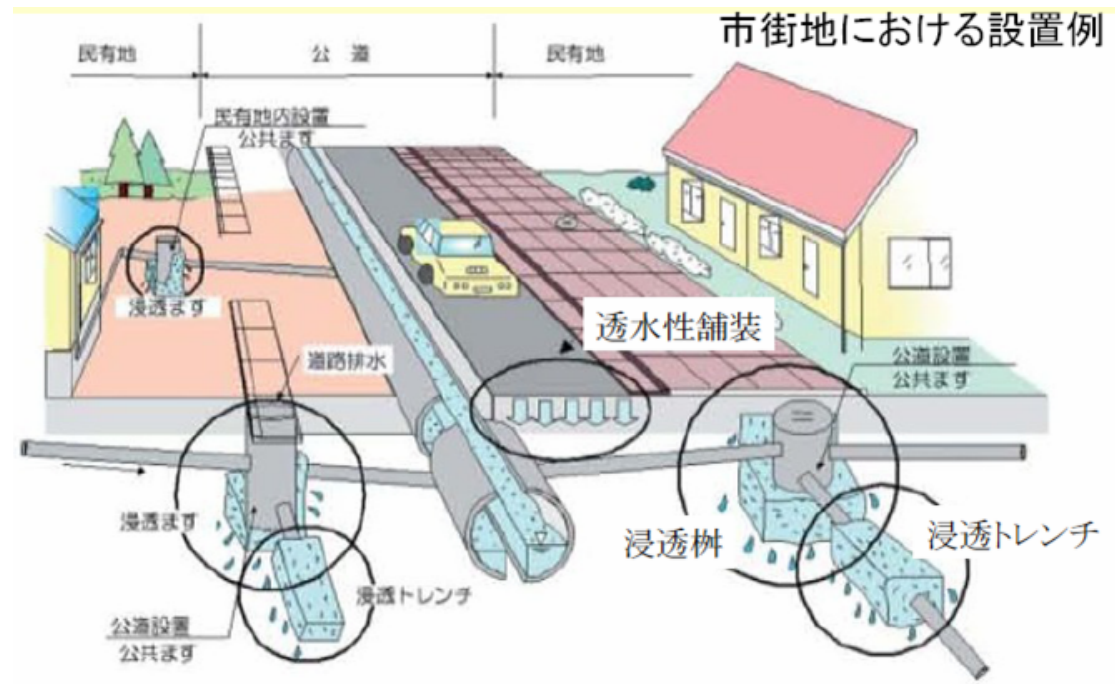 市街地における設置例
民有地
公 道
民有地
民有地内設置
公共ます
浸透ます
透水性舗装
道路排水
公道設置
公共ます
浸透ます
浸透桝
浸透トレンチ
浸透トレンチ
公道設置
公共ます